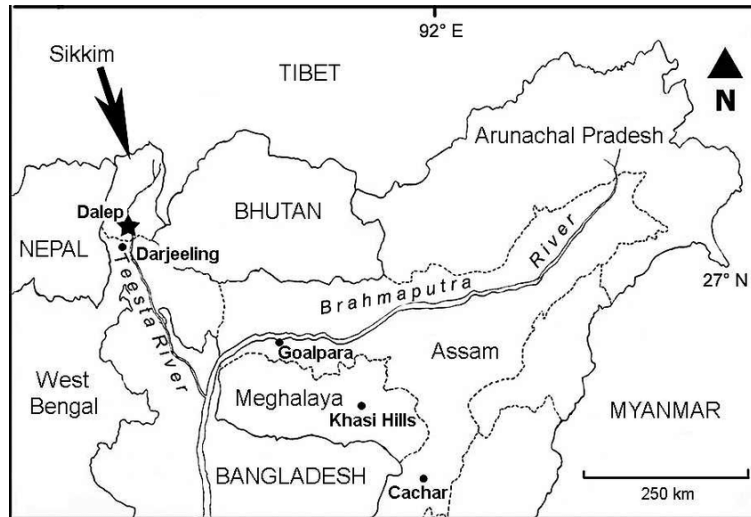 92° E
Sikkim
TIBET
N
Arunachal Pradesh
Dalep
BHUTAN
NEPAL
Darjeeling
River
27° N
Teesta River
Brahmaputra
Goalpara
Assam
West
Bengal
Meghalaya
Khasi Hills
MYANMAR
BANGLADESH
Cachar
250 km